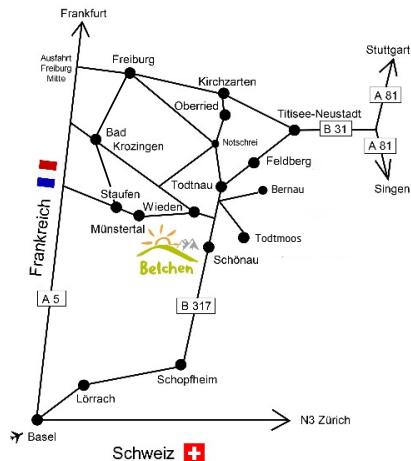 Frankfurt
Stuttgart
Ausfahrt
Freiburg
Mitte
Freiburg
Kirchzarten
Oberried
Titisee-Neustadt
A 81
B 31
A 81
Singen
Bad
Krozingen
Notschrei
Feldberg
Todtnau
Bernau
Staufen
Wieden
Münstertal
Todtmoos
Belchen
Schönau
Frankreich
A 5
B 317
Schopfheim
Lörrach
Basel
N3 Zürich
Schweiz